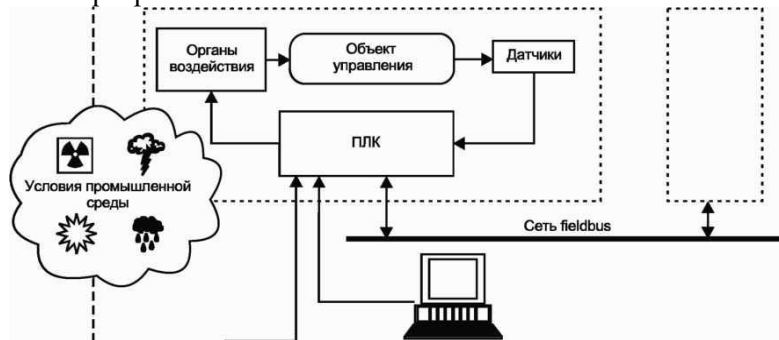 Органы
воздействия
Объект
управления
Датчики
ПЛК
Условия промышленной
среды
Сеть fieldbus